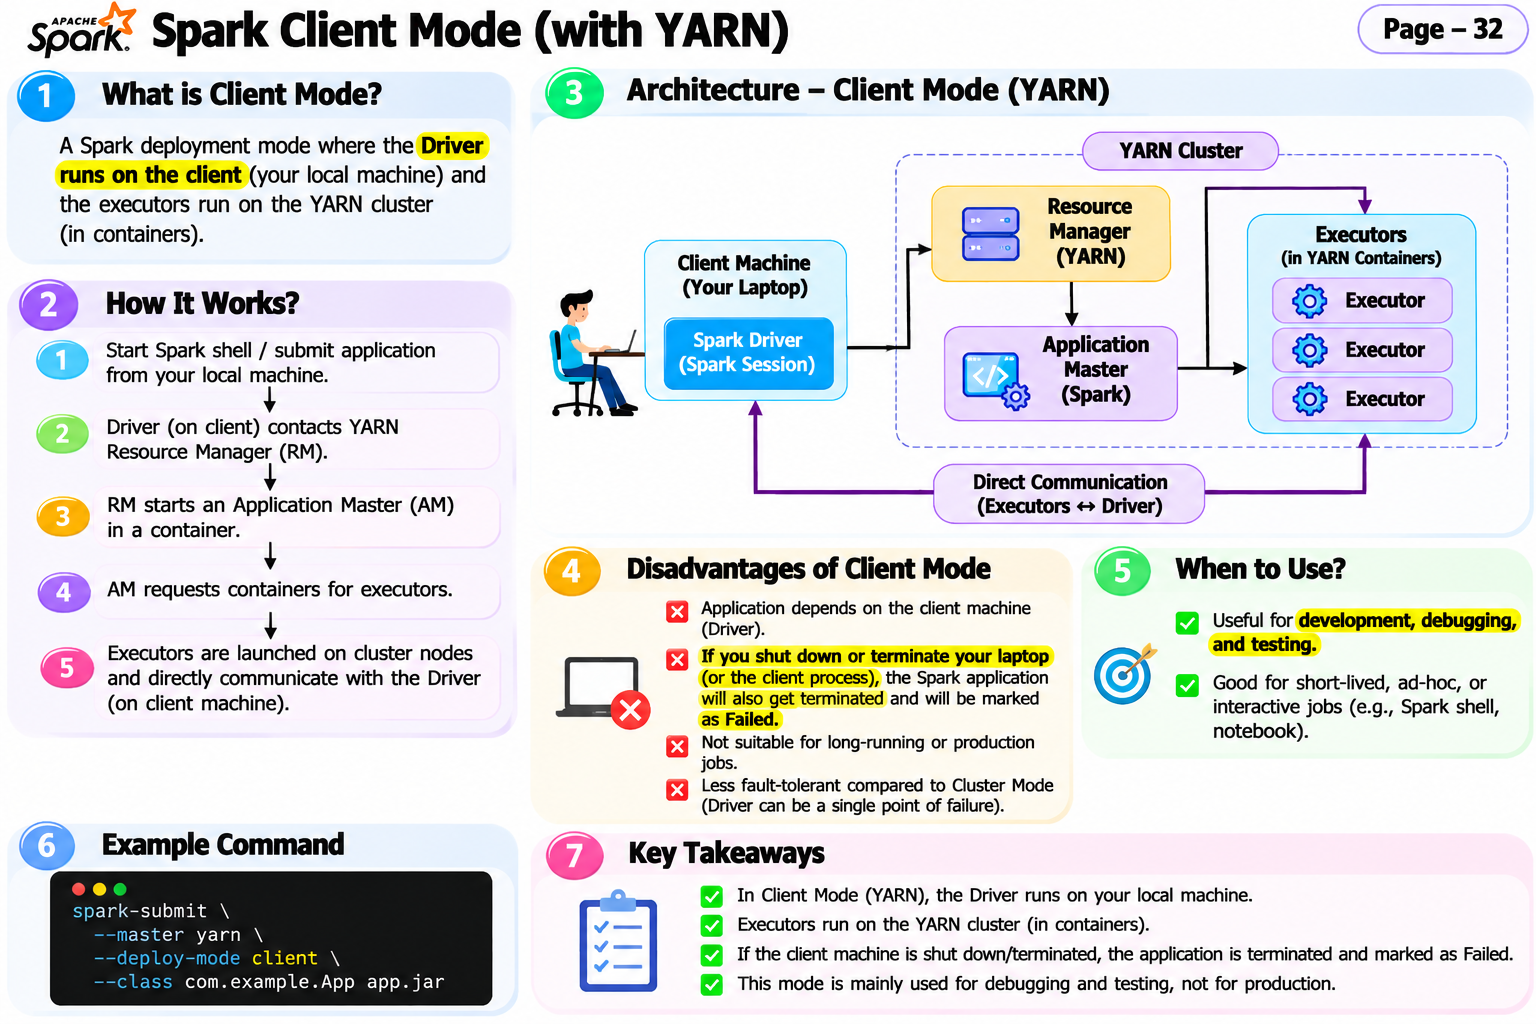 APACHE
Spark
Spark Client Mode (with YARN)
Page – 32
1
What is Client Mode?
A Spark deployment mode where the Driver
runs on the client (your local machine) and
the executors run on the YARN cluster
(in containers).
2
How It Works?
1
Start Spark shell / submit application
from your local machine.
2
Driver (on client) contacts YARN
Resource Manager (RM).
3
RM starts an Application Master (AM)
in a container.
4
AM requests containers for executors.
5
Executors are launched on cluster nodes
and directly communicate with the Driver
(on client machine).
3
Architecture – Client Mode (YARN)
YARN Cluster
Client Machine
(Your Laptop)
Spark Driver
(Spark Session)
Resource
Manager
(YARN)
</>
Application
Master
(Spark)
Executors
(in YARN Containers)
Executor
Executor
Executor
Direct Communication
(Executors ↔ Driver)
4
Disadvantages of Client Mode
Application depends on the client machine
(Driver).
If you shut down or terminate your laptop
(or the client process), the Spark application
will also get terminated and will be marked
as Failed.
Not suitable for long-running or production
jobs.
Less fault-tolerant compared to Cluster Mode
(Driver can be a single point of failure).
5
When to Use?
Useful for development, debugging,
and testing.
Good for short-lived, ad-hoc, or
interactive jobs (e.g., Spark shell,
notebook).
6
Example Command
spark-submit \
--master yarn \
--deploy-mode client \
--class com.example.App app.jar
7
Key Takeaways
In Client Mode (YARN), the Driver runs on your local machine.
Executors run on the YARN cluster (in containers).
If the client machine is shut down/terminated, the application is terminated and marked as Failed.
This mode is mainly used for debugging and testing, not for production.